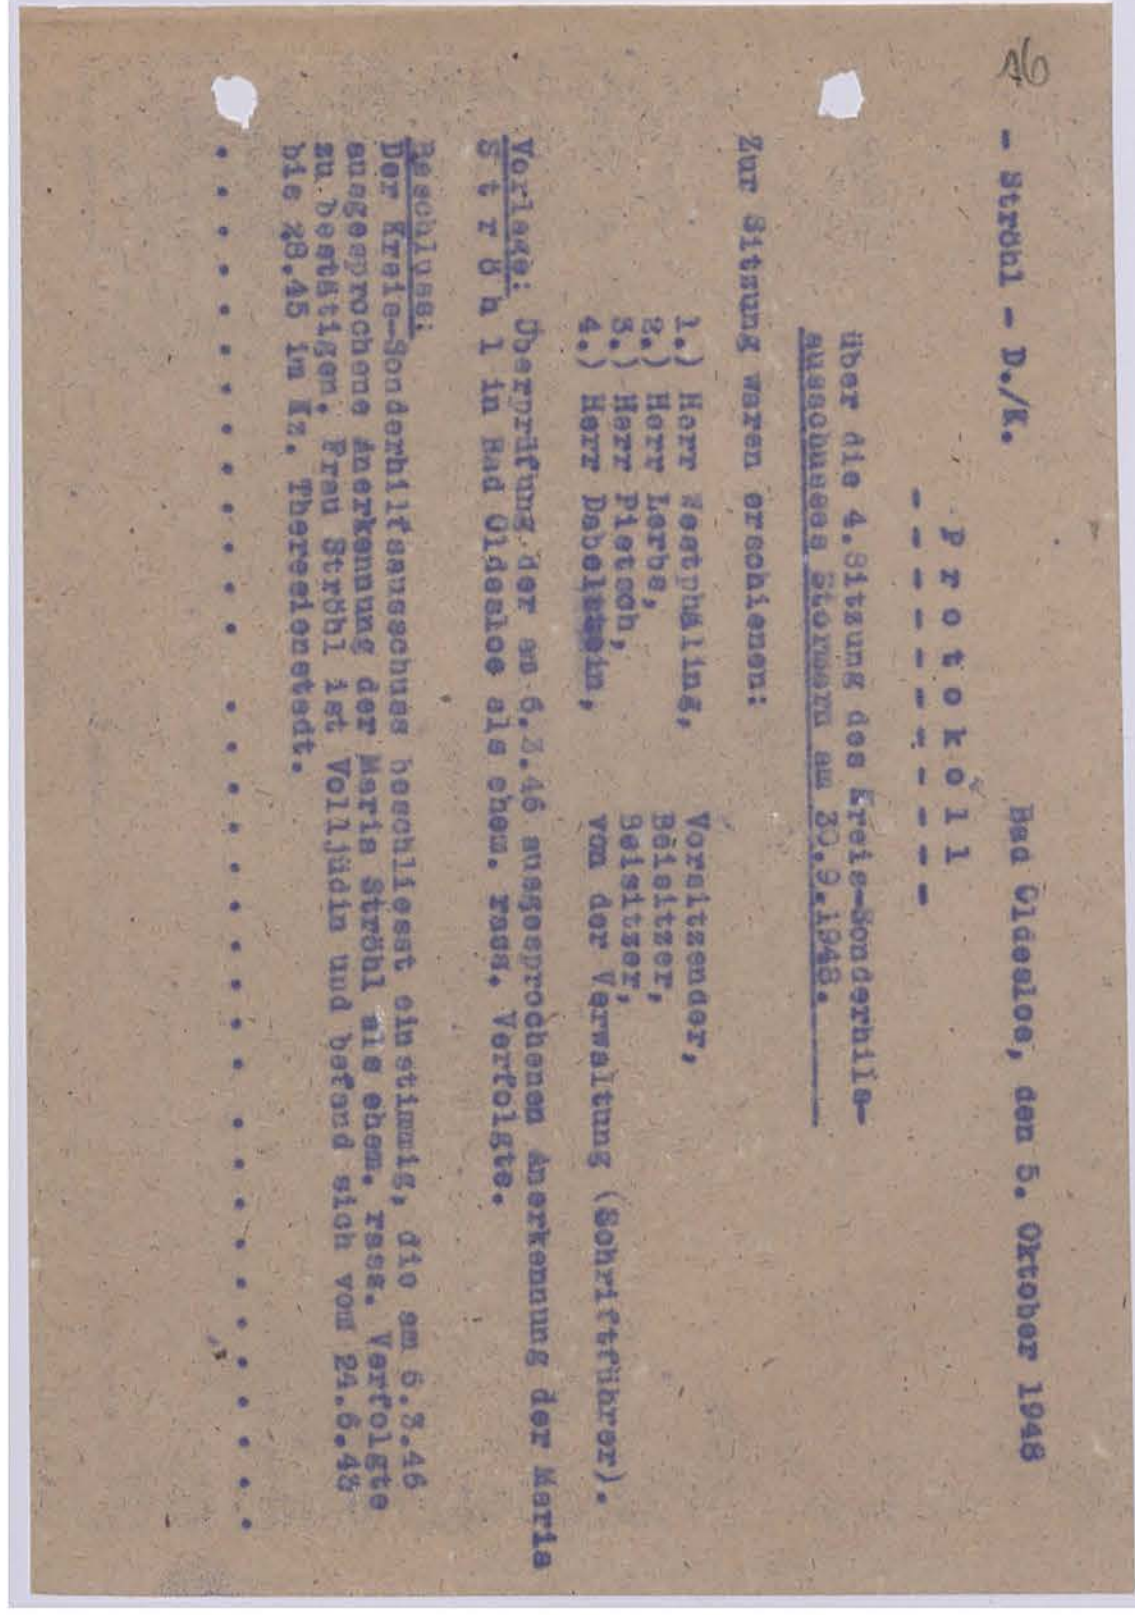 16
- Ströhl - D./K.
Bad Oldesloe, den 5. Oktober 1948
P r o t o k o l l
- - - - - - - - - - -
über die 4.Sitzung des Kreis-Sonderhilfs-
ausschusses Stormarn am 30.9.1948.
Zur Sitzung waren erschienen:
1.) Herr Westphäling, Vorsitzender,
2.) Herr Lerbs, Beisitzer,
3.) Herr Pietsch, Beisitzer,
4.) Herr Dabelstein, von der Verwaltung (Schriftführer).
Vorlage: Überprüfung der am 6.3.46 ausgesprochenen Anerkennung der Maria
S t r ö h l in Bad Oldesloe als ehem. rass. Verfolgte.
Beschluss:
Der Kreis-Sonderhilfsausschuss beschliesst einstimmig, die am 6.3.46
ausgesprochene Anerkennung der Maria Ströhl als ehem. rass. Verfolgte
zu bestätigen. Frau Ströhl ist Volljüdin und befand sich vom 24.6.43
bis 28.45 im Kz. Theresienstadt.